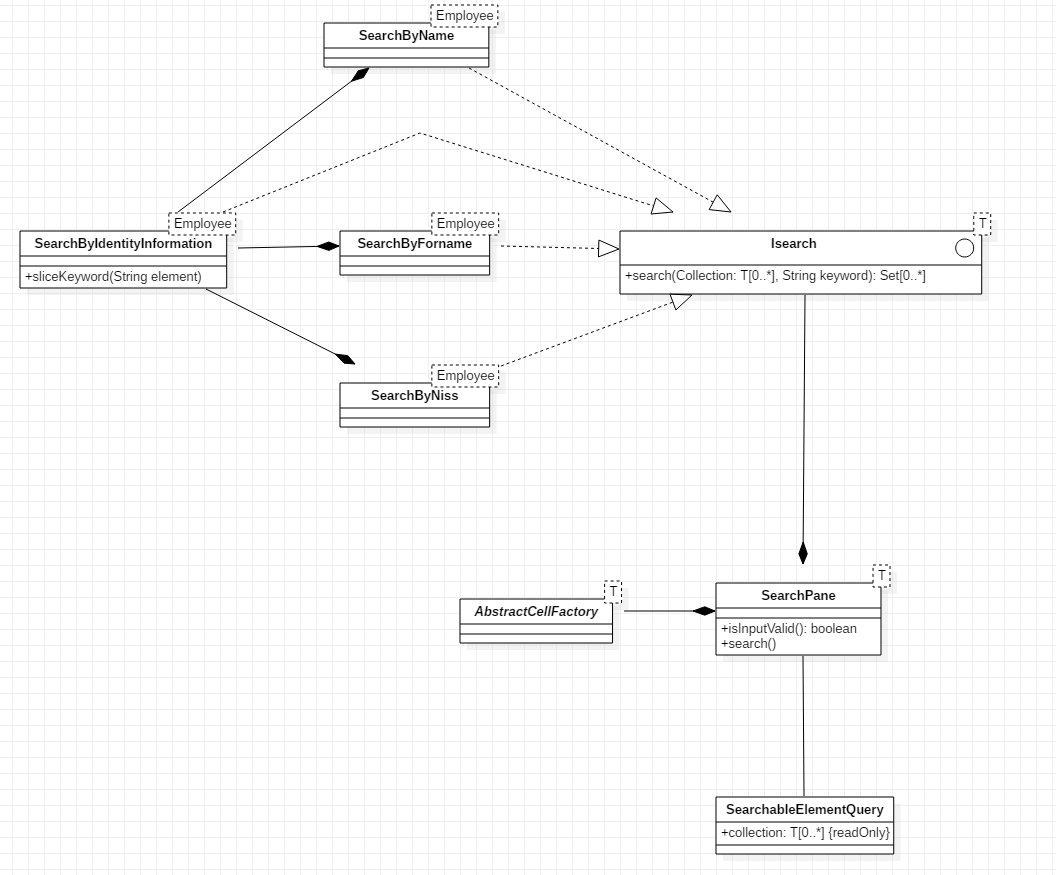 Employee
SearchByName
Employee
SearchByIdentityInformation
+sliceKeyword(String element)
Employee
SearchByForname
T
Isearch
+search(Collection: T[0..*], String keyword): Set[0..*]
Employee
SearchByNiss
T
AbstractCellFactory
T
SearchPane
+isInputValid(): boolean
+search()
SearchableElementQuery
+collection: T[0..*] {readOnly}